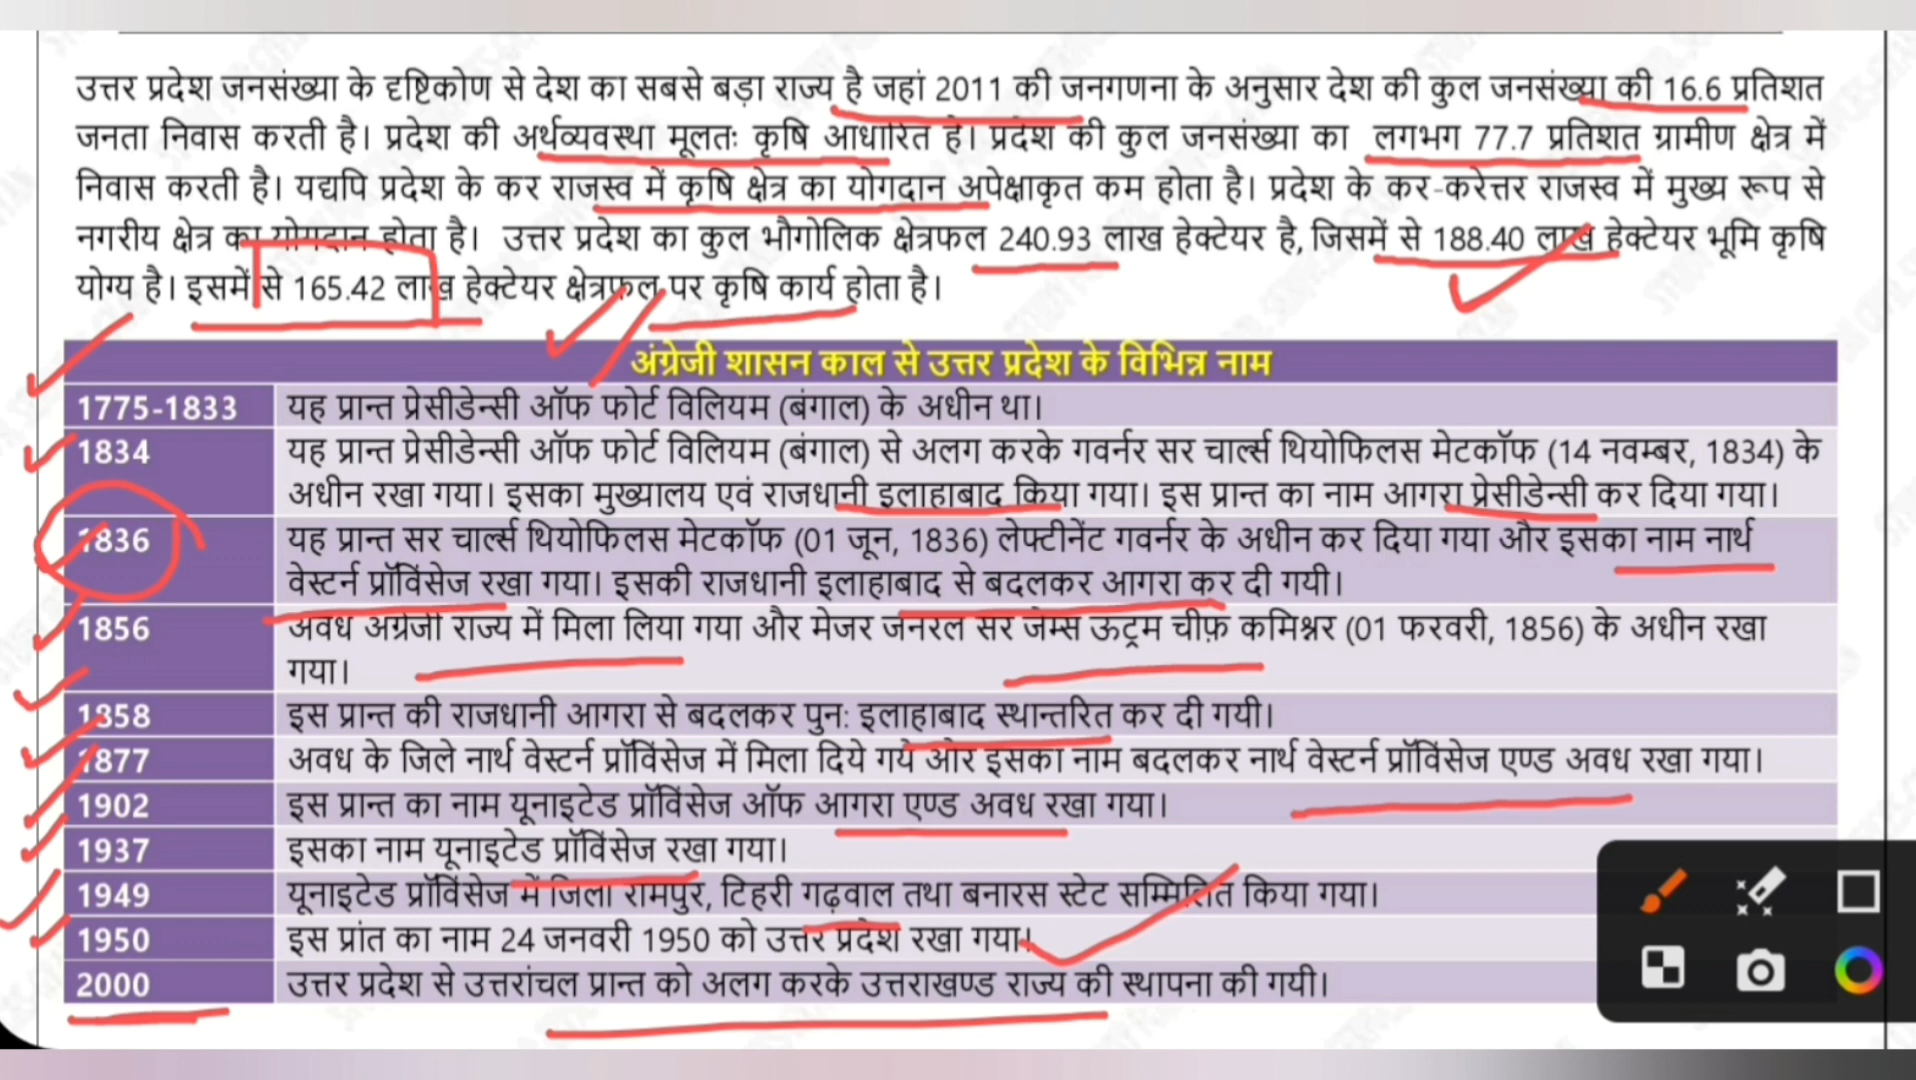 उत्तर प्रदेश जनसंख्या के दृष्टिकोण से देश का सबसे बड़ा राज्य है जहां 2011 की जनगणना के अनुसार देश की कुल जनसंख्या की 16.6 प्रतिशत
जनता निवास करती है। प्रदेश की अर्थव्यवस्था मूलतः कृषि आधारित है। प्रदेश की कुल जनसंख्या का लगभग 77.7 प्रतिशत ग्रामीण क्षेत्र में
निवास करती है। यद्यपि प्रदेश के कर राजस्व में कृषि क्षेत्र का योगदान अपेक्षाकृत कम होता है। प्रदेश के कर-करेत्तर राजस्व में मुख्य रूप से
नगरीय क्षेत्र का योगदान होता है। उत्तर प्रदेश का कुल भौगोलिक क्षेत्रफल 240.93 लाख हेक्टेयर है, जिसमें से 188.40 लाख हेक्टेयर भूमि कृषि
योग्य है। इसमें से 165.42 लाख हेक्टेयर क्षेत्रफल पर कृषि कार्य होता है।
अंग्रेजी शासन काल से उत्तर प्रदेश के विभिन्न नाम
1775-1833 यह प्रान्त प्रेसीडेन्सी ऑफ फोर्ट विलियम (बंगाल) के अधीन था।
1834 यह प्रान्त प्रेसीडेन्सी ऑफ फोर्ट विलियम (बंगाल) से अलग करके गवर्नर सर चार्ल्स थियोफिलस मेटकॉफ (14 नवम्बर, 1834) के
अधीन रखा गया। इसका मुख्यालय एवं राजधानी इलाहाबाद किया गया। इस प्रान्त का नाम आगरा प्रेसीडेन्सी कर दिया गया।
1836 यह प्रान्त सर चार्ल्स थियोफिलस मेटकॉफ (01 जून, 1836) लेफ्टीनेंट गवर्नर के अधीन कर दिया गया और इसका नाम नार्थ
वेस्टर्न प्रॉविंसेज रखा गया। इसकी राजधानी इलाहाबाद से बदलकर आगरा कर दी गयी।
1856 अवध अंग्रेजी राज्य में मिला लिया गया और मेजर जनरल सर जेम्स ऊट्रम चीफ़ कमिश्नर (01 फरवरी, 1856) के अधीन रखा
गया।
1858 इस प्रान्त की राजधानी आगरा से बदलकर पुन: इलाहाबाद स्थान्तरित कर दी गयी।
1877 अवध के जिले नार्थ वेस्टर्न प्रॉविंसेज में मिला दिये गये और इसका नाम बदलकर नार्थ वेस्टर्न प्रॉविंसेज एण्ड अवध रखा गया।
1902 इस प्रान्त का नाम यूनाइटेड प्रॉविंसेज ऑफ आगरा एण्ड अवध रखा गया।
1937 इसका नाम यूनाइटेड प्रॉविंसेज रखा गया।
1949 यूनाइटेड प्रॉविंसेज में जिला रामपुर, टिहरी गढ़वाल तथा बनारस स्टेट सम्मिलित किया गया।
1950 इस प्रांत का नाम 24 जनवरी 1950 को उत्तर प्रदेश रखा गया।
2000 उत्तर प्रदेश से उत्तरांचल प्रान्त को अलग करके उत्तराखण्ड राज्य की स्थापना की गयी।